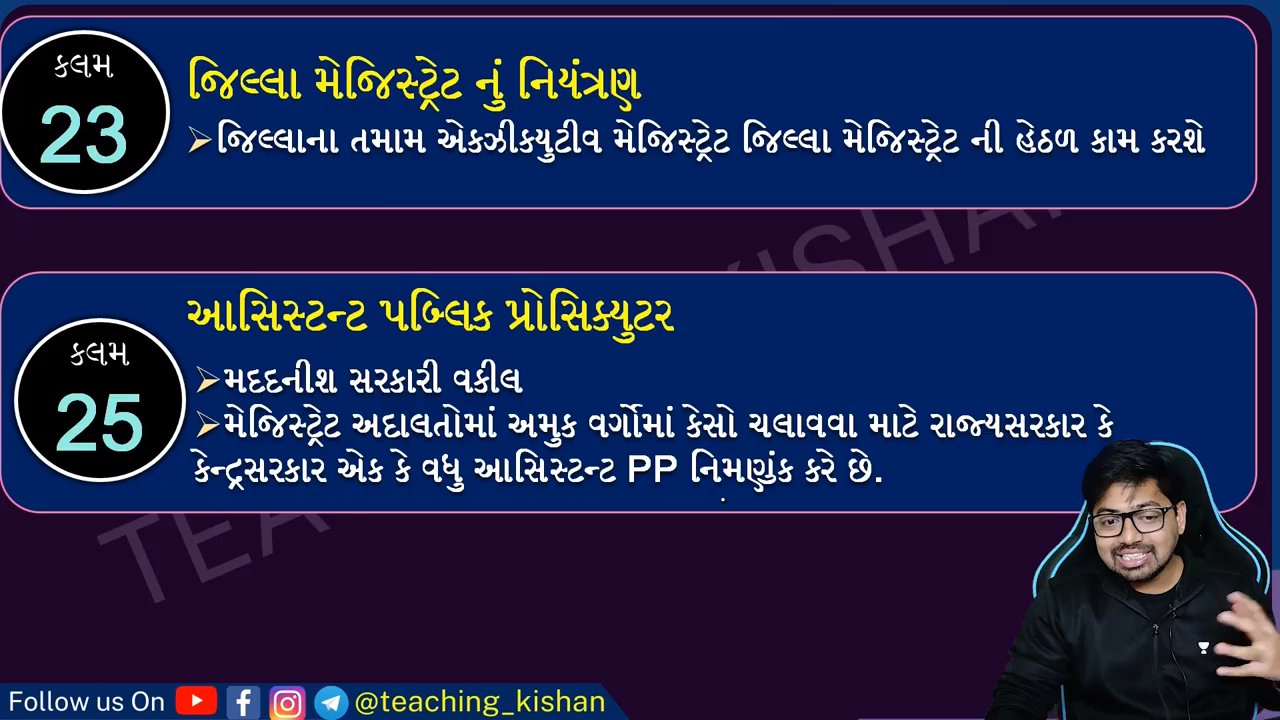 કલમ
23
જિલ્લા મેજિસ્ટ્રેટ નું નિયંત્રણ
➢જિલ્લાના તમામ એકઝીકયુટીવ મેજિસ્ટ્રેટ જિલ્લા મેજિસ્ટ્રેટ ની હેઠળ કામ કરશે
કલમ
25
આસિસ્ટન્ટ પબ્લિક પ્રોસિક્યુટર
➢મદદનીશ સરકારી વકીલ
➢મેજિસ્ટ્રેટ અદાલતોમાં અમુક વર્ગોમાં કેસો ચલાવવા માટે રાજ્યસરકાર કે
કેન્દ્રસરકાર એક કે વધુ આસિસ્ટન્ટ PP નિમણુંક કરે છે.
Follow us On @teaching_kishan